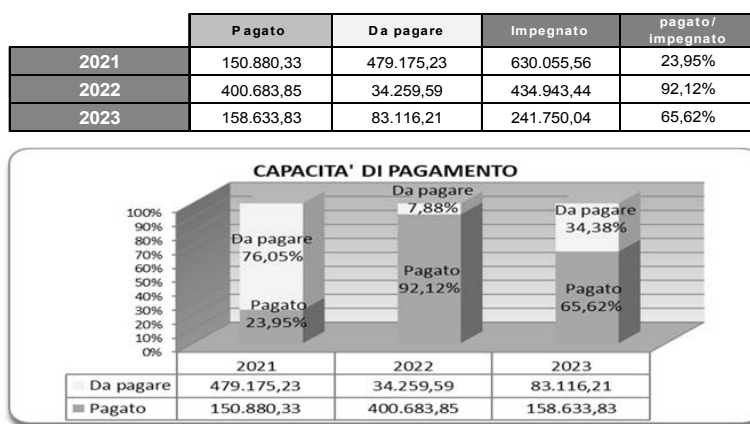 Pagato Da pagare Impegnato pagato/ impegnato
2021 150.880,33 479.175,23 630.055,56 23,95%
2022 400.683,85 34.259,59 434.943,44 92,12%
2023 158.633,83 83.116,21 241.750,04 65,62%
CAPACITA' DI PAGAMENTO
100%
90%
80%
70%
60%
50%
40%
30%
20%
10%
0%
Da pagare
76,05%
Pagato
23,95%
Da pagare
7,88%
Pagato
92,12%
Da pagare
34,38%
Pagato
65,62%
2021 2022 2023
Da pagare 479.175,23 34.259,59 83.116,21
Pagato 150.880,33 400.683,85 158.633,83